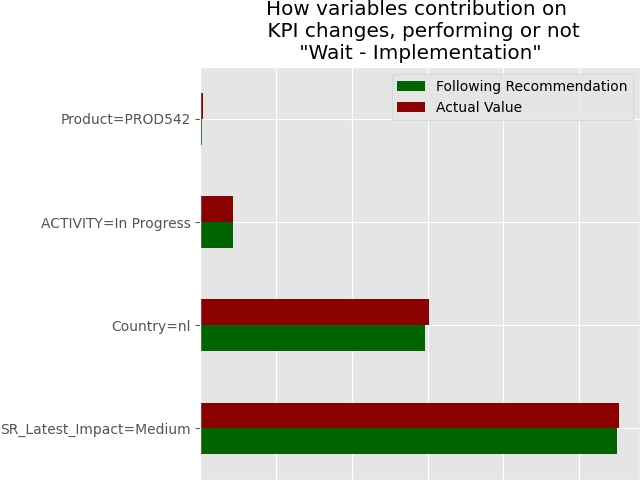 How variables contribution on
KPI changes, performing or not
"Wait - Implementation"
Following Recommendation
Actual Value
Product=PROD542
ACTIVITY=In Progress
Country=nl
SR_Latest_Impact=Medium